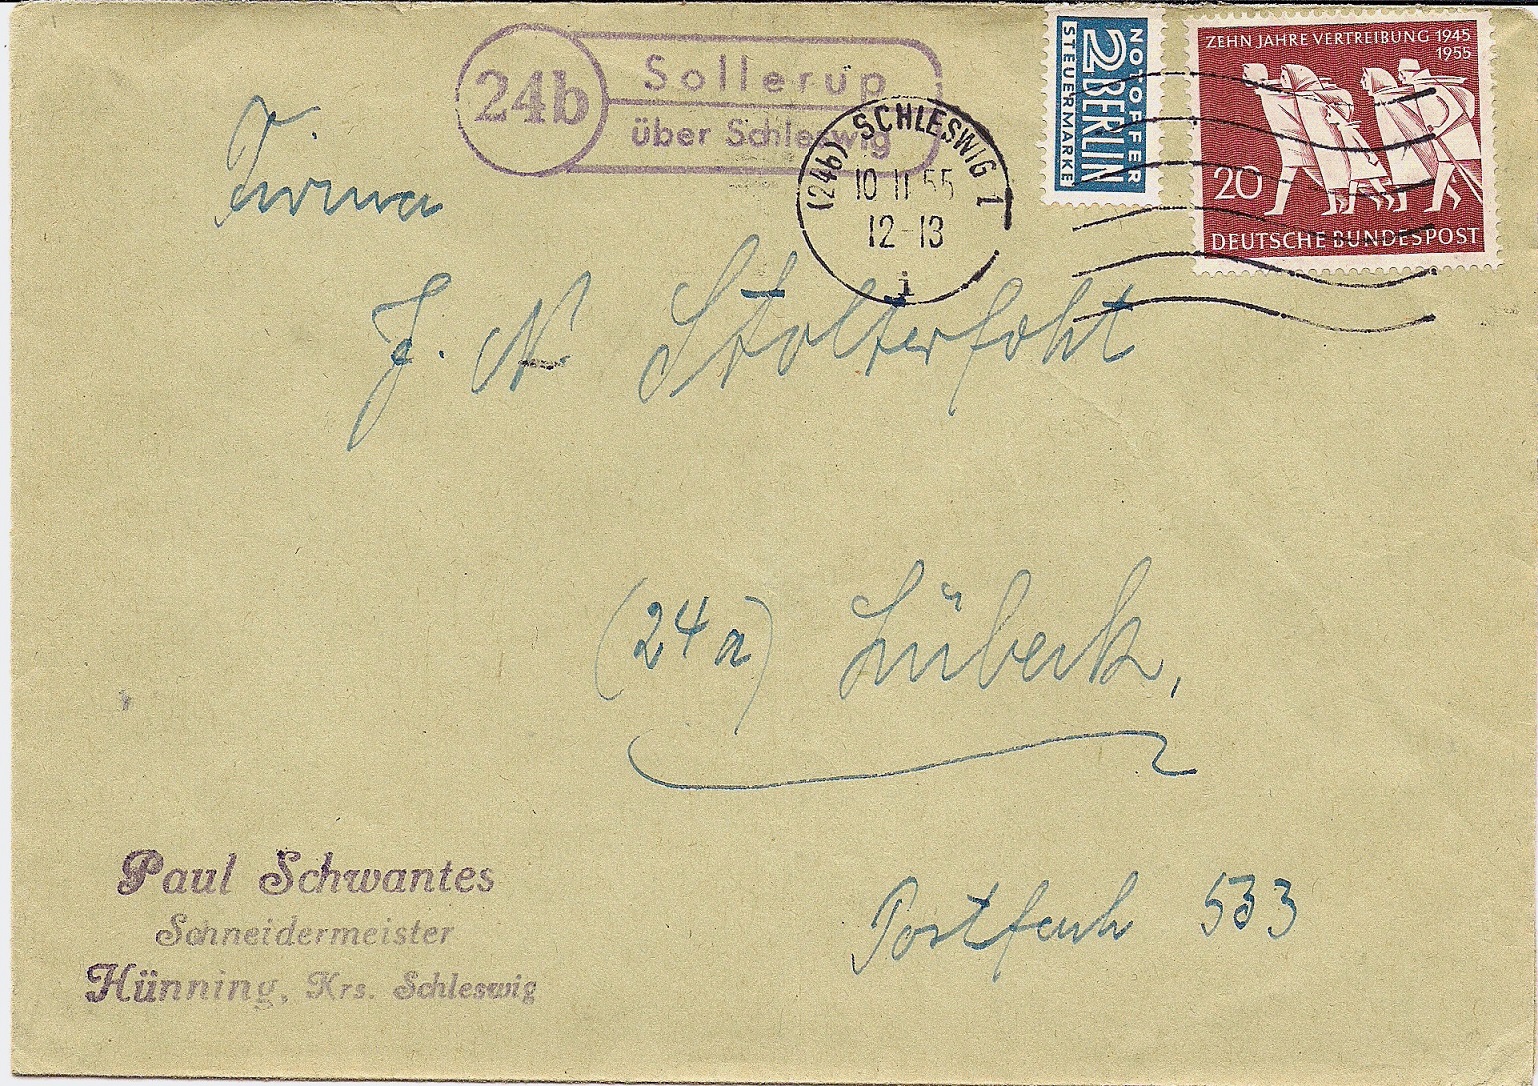 24b
Sollerup
über Schleswig
(24b) SCHLESWIG 1
10 11 55
12-13
i
NOTOPFER
2 BERLIN
STEUERMARKE
ZEHN JAHRE VERTREIBUNG 1945
1955
20
DEUTSCHE BUNDESPOST
Firma
J. N Stolterfoht
(24a) Lübeck,
Postfach 533
Paul Schwantes
Schneidermeister
Hünning, Krs. Schleswig